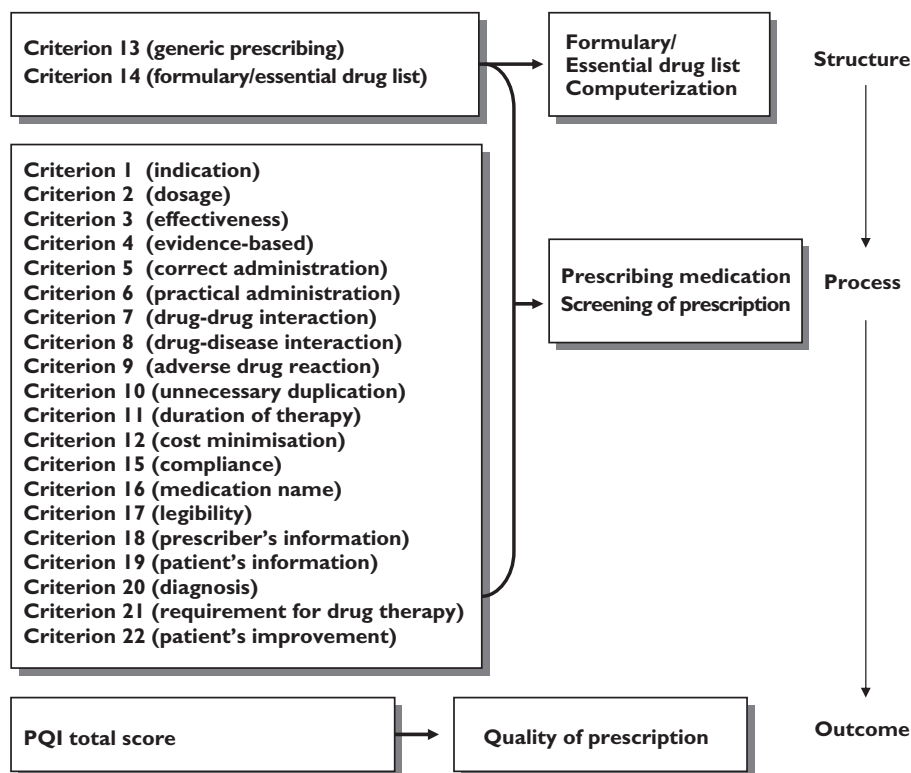 Criterion 13 (generic prescribing)
Criterion 14 (formulary/essential drug list)
Formulary/
Essential drug list
Computerization
Structure
Criterion 1 (indication)
Criterion 2 (dosage)
Criterion 3 (effectiveness)
Criterion 4 (evidence-based)
Criterion 5 (correct administration)
Criterion 6 (practical administration)
Criterion 7 (drug-drug interaction)
Criterion 8 (drug-disease interaction)
Criterion 9 (adverse drug reaction)
Criterion 10 (unnecessary duplication)
Criterion 11 (duration of therapy)
Criterion 12 (cost minimisation)
Criterion 15 (compliance)
Criterion 16 (medication name)
Criterion 17 (legibility)
Criterion 18 (prescriber's information)
Criterion 19 (patient's information)
Criterion 20 (diagnosis)
Criterion 21 (requirement for drug therapy)
Criterion 22 (patient's improvement)
Prescribing medication
Screening of prescription
Process
PQI total score
Quality of prescription
Outcome